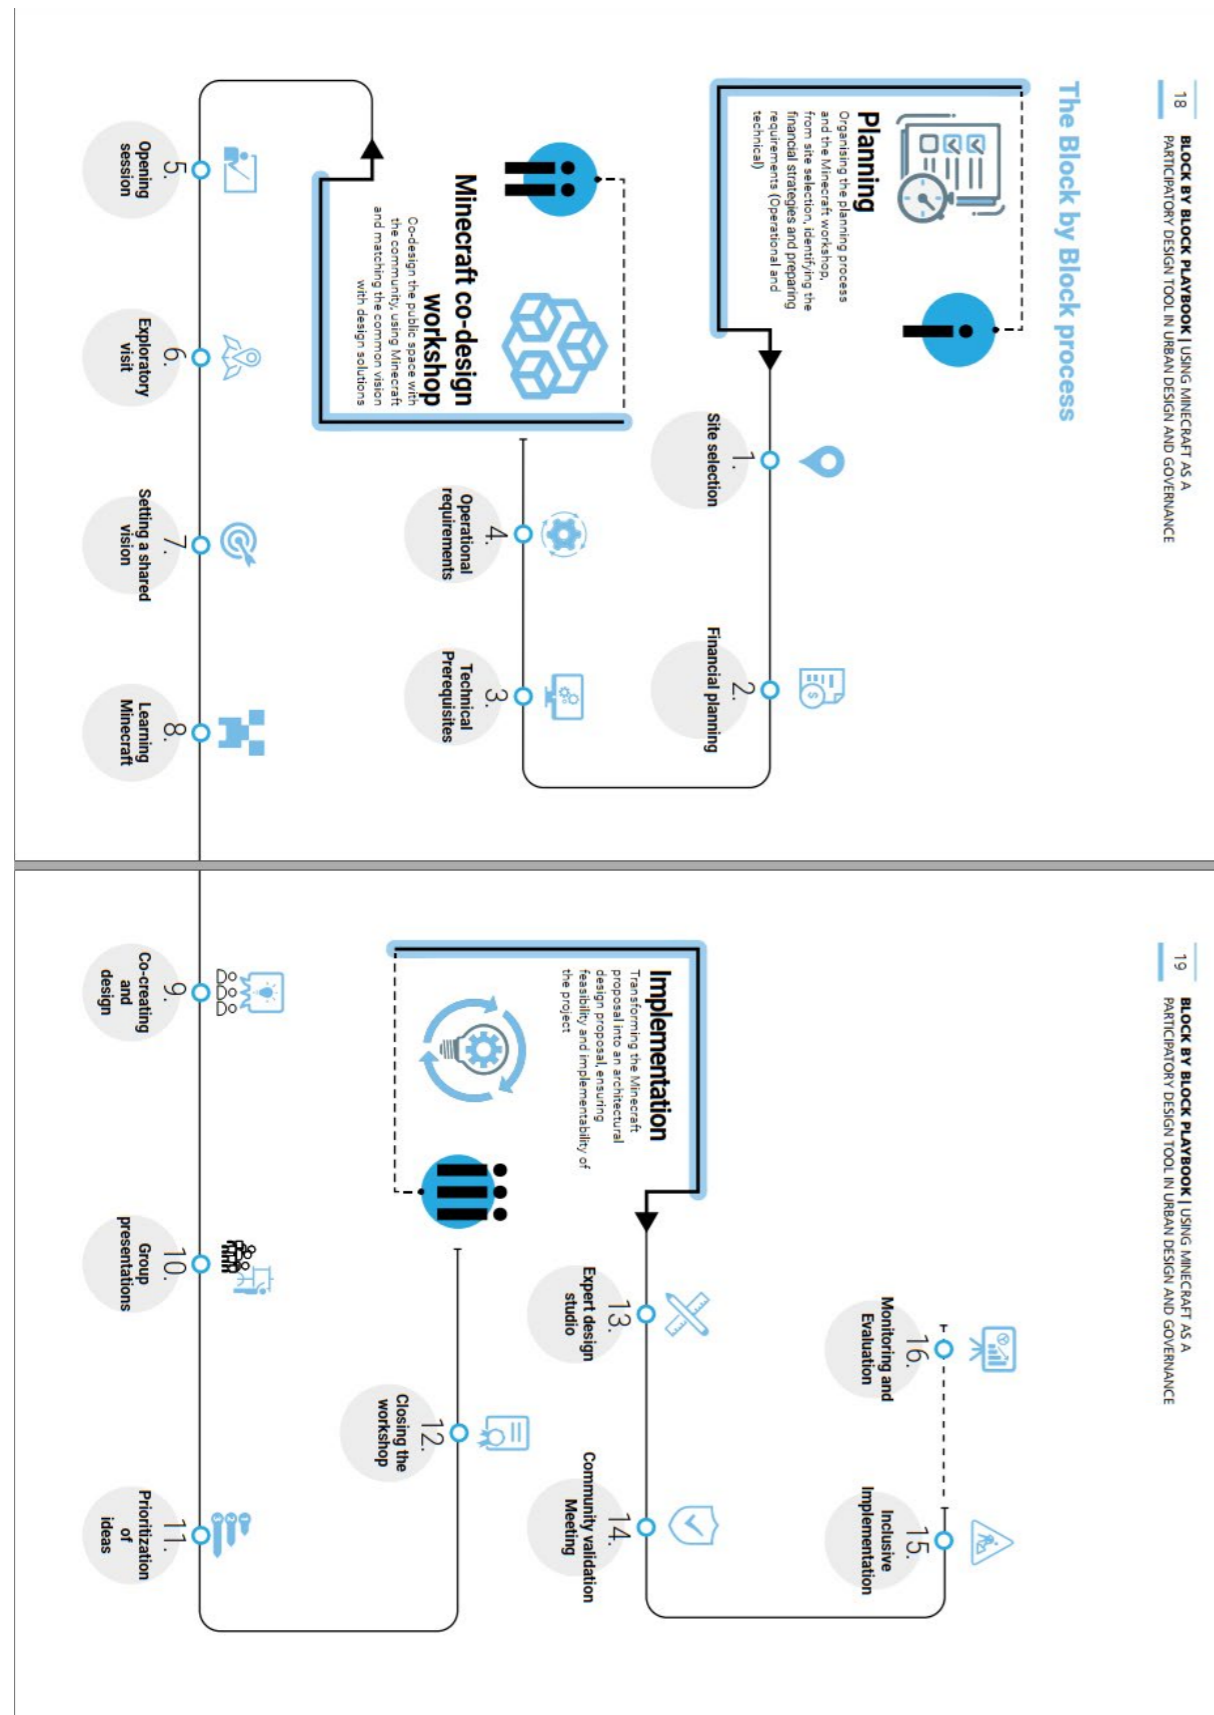 18
BLOCK BY BLOCK PLAYBOOK | USING MINECRAFT AS A
PARTICIPATORY DESIGN TOOL IN URBAN DESIGN AND GOVERNANCE
The Block by Block process
i
Planning
Organising the planning process
and the Minecraft workshop,
from site selection, identifying the
financial strategies and preparing
requirements (Operational and
technical)
1.
Site selection
2.
Financial planning
3.
Technical
Prerequisites
4.
Operational
requirements
ii
Minecraft co-design
workshop
Co-design the public space with
the community, using Minecraft
and matching the common vision
with design solutions
5.
Opening
session
6.
Exploratory
visit
7.
Setting a shared
vision
8.
Learning
Minecraft
19
BLOCK BY BLOCK PLAYBOOK | USING MINECRAFT AS A
PARTICIPATORY DESIGN TOOL IN URBAN DESIGN AND GOVERNANCE
9.
Co-creating
and
design
10.
Group
presentations
11.
Prioritization
of
ideas
12.
Closing the
workshop
iii
Implementation
Transforming the Minecraft
proposal into an architectural
design proposal, ensuring
feasibility and implementability of
the project
13.
Expert design
studio
14.
Community validation
Meeting
15.
Inclusive
Implementation
16.
Monitoring and
Evaluation